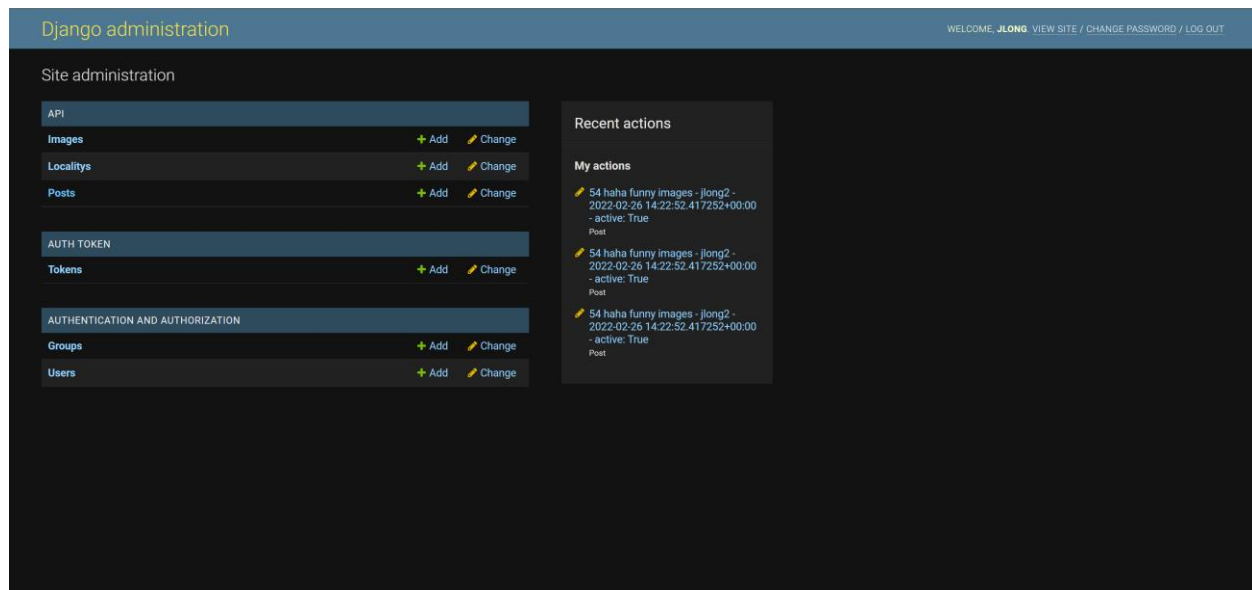 Django administration
WELCOME, JLONG. VIEW SITE / CHANGE PASSWORD / LOG OUT
Site administration
API
Images + Add Change
Localitys + Add Change
Posts + Add Change
AUTH TOKEN
Tokens + Add Change
AUTHENTICATION AND AUTHORIZATION
Groups + Add Change
Users + Add Change
Recent actions
My actions
54 haha funny images - jlong2 -
2022-02-26 14:22:52.417252+00:00
- active: True
Post
54 haha funny images - jlong2 -
2022-02-26 14:22:52.417252+00:00
- active: True
Post
54 haha funny images - jlong2 -
2022-02-26 14:22:52.417252+00:00
- active: True
Post